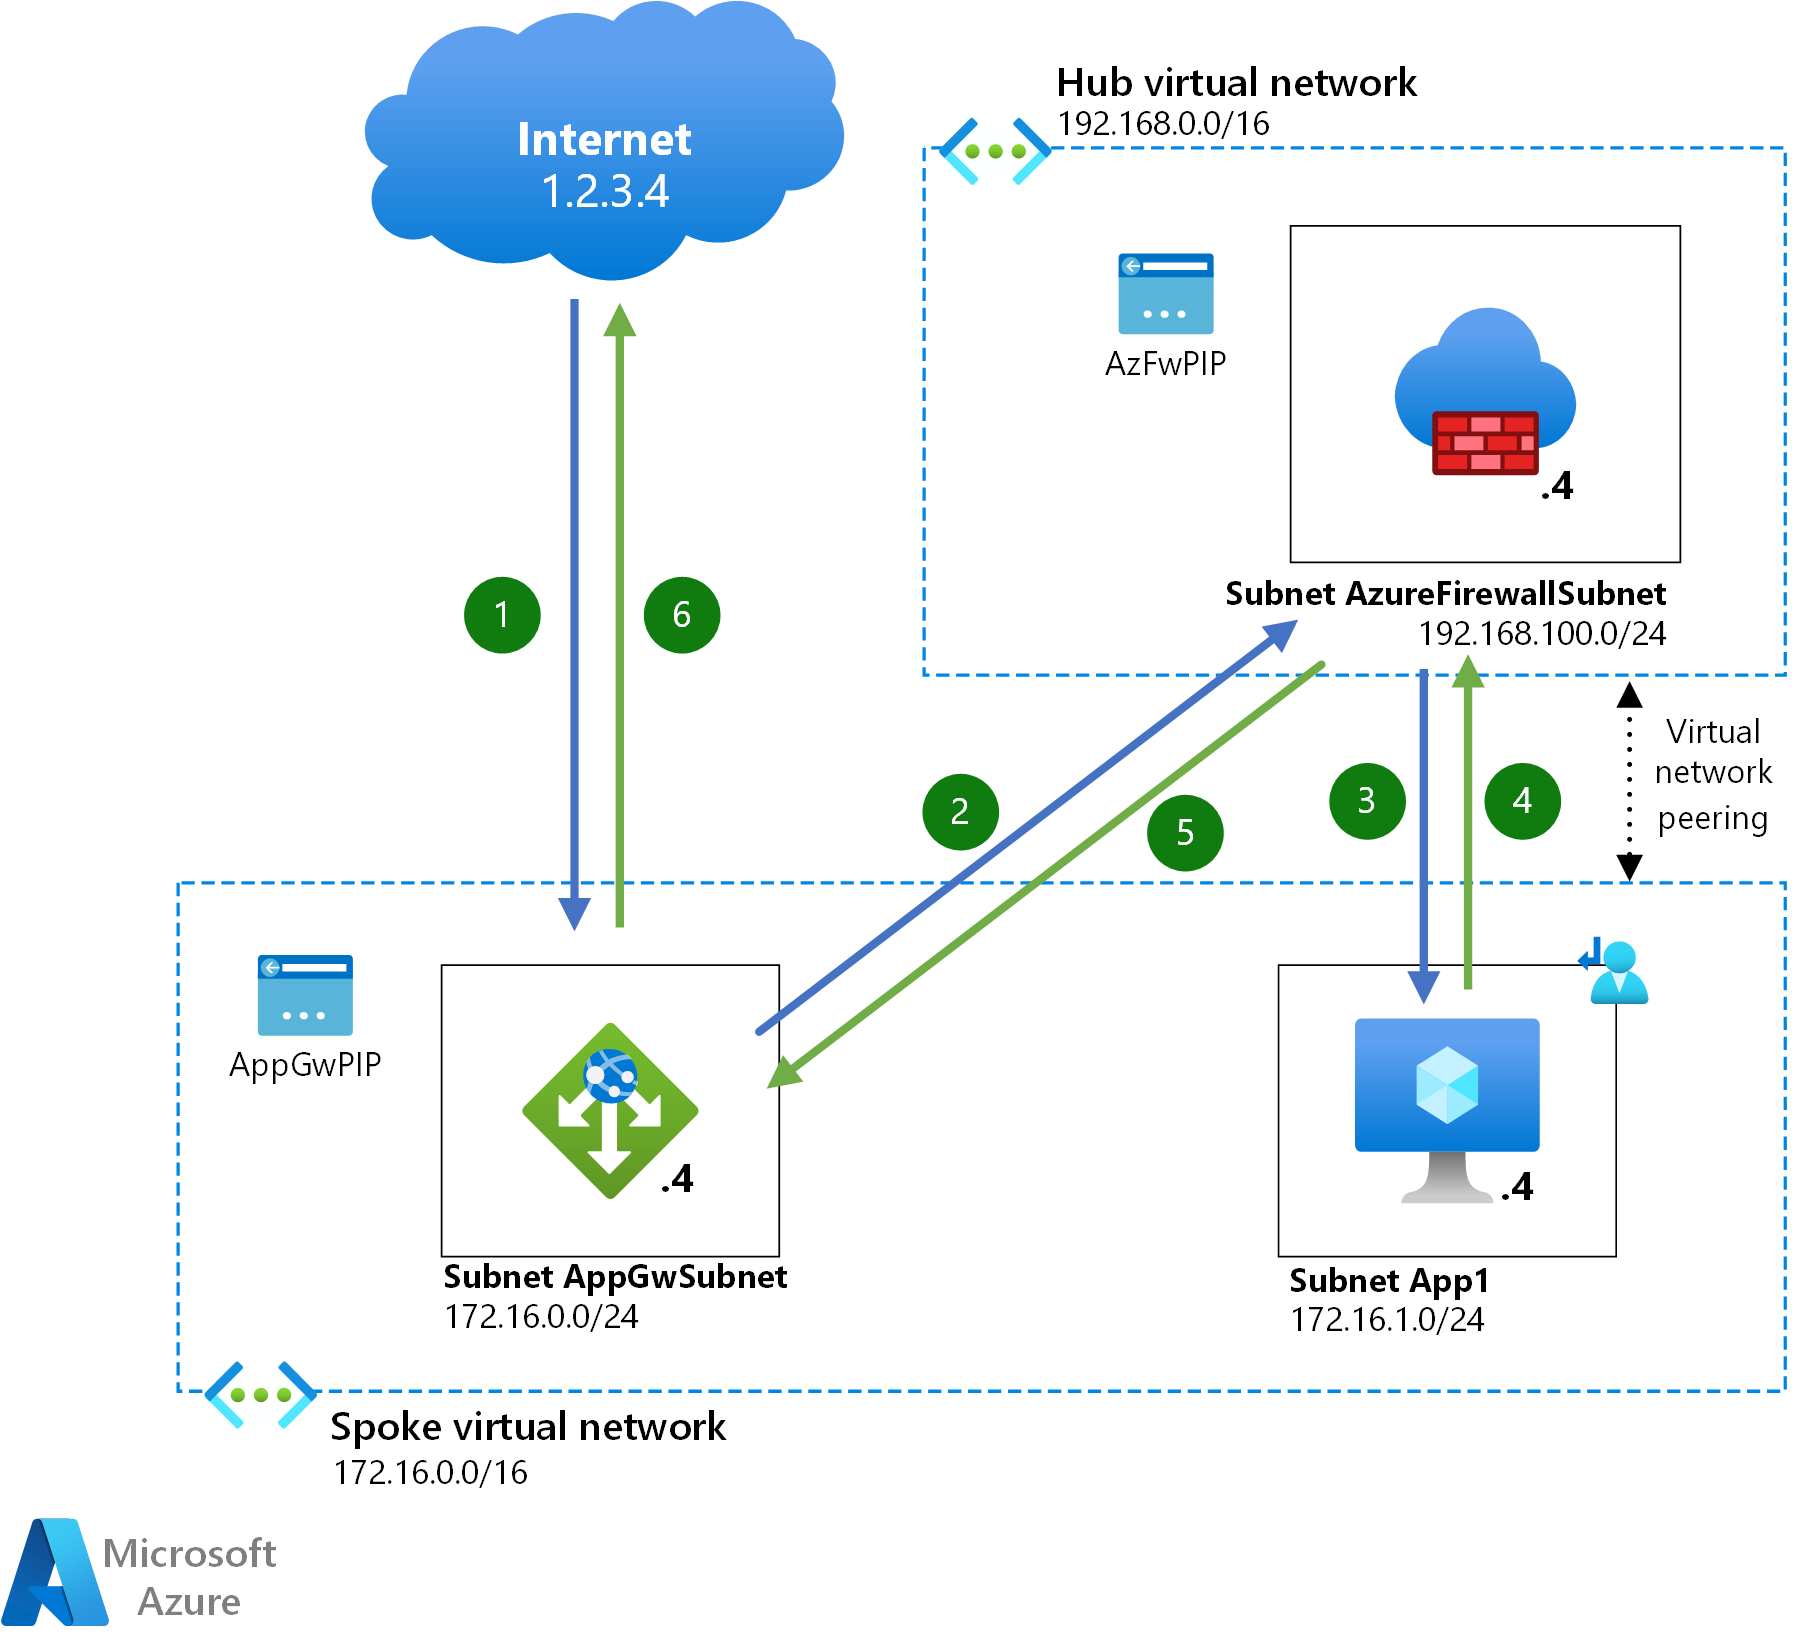 Internet
1.2.3.4
Hub virtual network
192.168.0.0/16
AzFwPIP
.4
Subnet AzureFirewallSubnet
192.168.100.0/24
1
6
2
5
3
4
Virtual
network
peering
AppGwPIP
.4
Subnet AppGwSubnet
172.16.0.0/24
.4
Subnet App1
172.16.1.0/24
Spoke virtual network
172.16.0.0/16
Microsoft
Azure